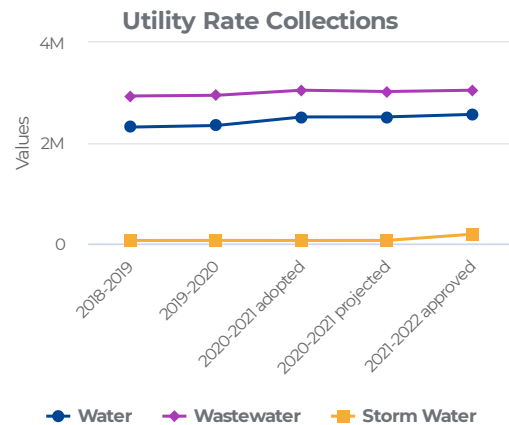 Utility Rate Collections
4M
2M
0
Values
2018-2019
2019-2020
2020-2021 adopted
2020-2021 projected
2021-2022 approved
Water Wastewater Storm Water